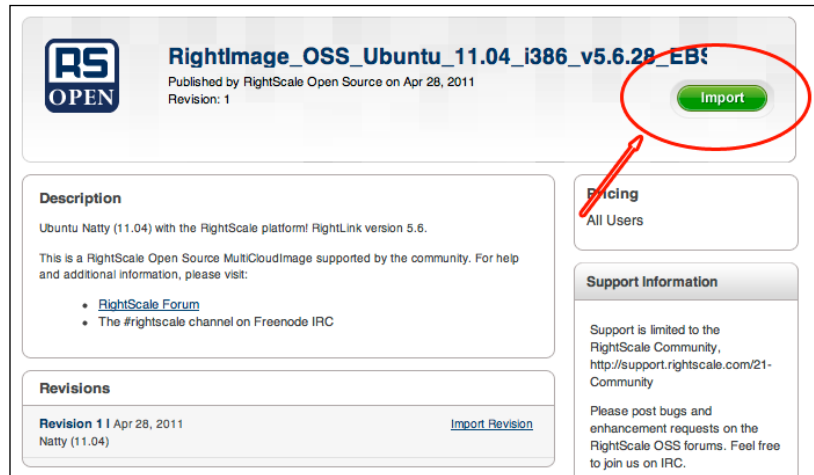 RS
OPEN
RightImage_OSS_Ubuntu_11.04_i386_v5.6.28_EBS
Published by RightScale Open Source on Apr 28, 2011
Revision: 1
Import
Description
Ubuntu Natty (11.04) with the RightScale platform! RightLink version 5.6.
This is a RightScale Open Source MultiCloudImage supported by the community. For help
and additional information, please visit:
• RightScale Forum
• The #rightscale channel on Freenode IRC
Revisions
Revision 1 I Apr 28, 2011
Import Revision
Natty (11.04)
Pricing
All Users
Support Information
Support is limited to the
RightScale Community,
http://support.rightscale.com/21-
Community
Please post bugs and
enhancement requests on the
RightScale OSS forums. Feel free
to join us on IRC.